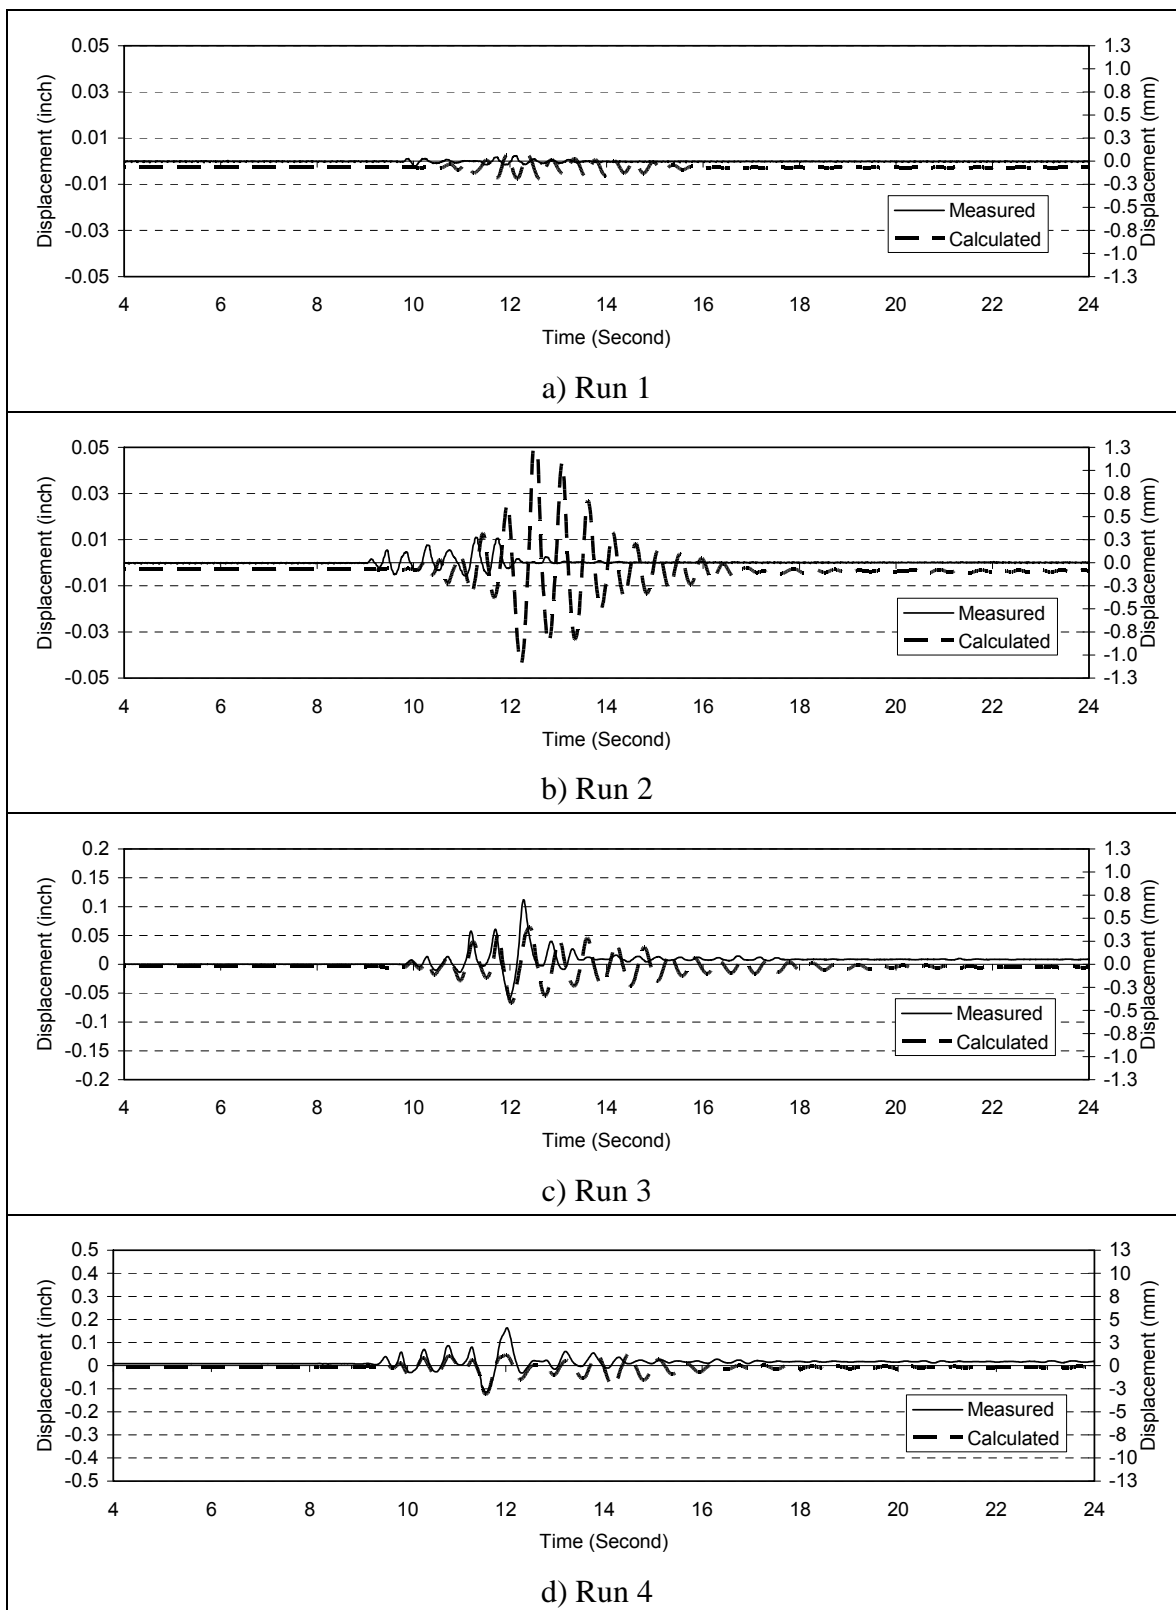 0.05
0.03
0.01
-0.01
-0.03
-0.05
Displacement (inch)
1.3
1.0
0.8
0.5
0.3
0.0
-0.3
-0.5
-0.8
-1.0
-1.3
Displacement (mm)
Measured
Calculated
4 6 8 10 12 14 16 18 20 22 24
Time (Second)
a) Run 1
0.05
0.03
0.01
-0.01
-0.03
-0.05
Displacement (inch)
1.3
1.0
0.8
0.5
0.3
0.0
-0.3
-0.5
-0.8
-1.0
-1.3
Displacement (mm)
Measured
Calculated
4 6 8 10 12 14 16 18 20 22 24
Time (Second)
b) Run 2
0.2
0.15
0.1
0.05
0
-0.05
-0.1
-0.15
-0.2
Displacement (inch)
1.3
1.0
0.8
0.5
0.3
0.0
-0.3
-0.5
-0.8
-1.0
-1.3
Displacement (mm)
Measured
Calculated
4 6 8 10 12 14 16 18 20 22 24
Time (Second)
c) Run 3
0.5
0.4
0.3
0.2
0.1
0
-0.1
-0.2
-0.3
-0.4
-0.5
Displacement (inch)
13
10
8
5
3
0
-3
-5
-8
-10
-13
Displacement (mm)
Measured
Calculated
4 6 8 10 12 14 16 18 20 22 24
Time (Second)
d) Run 4